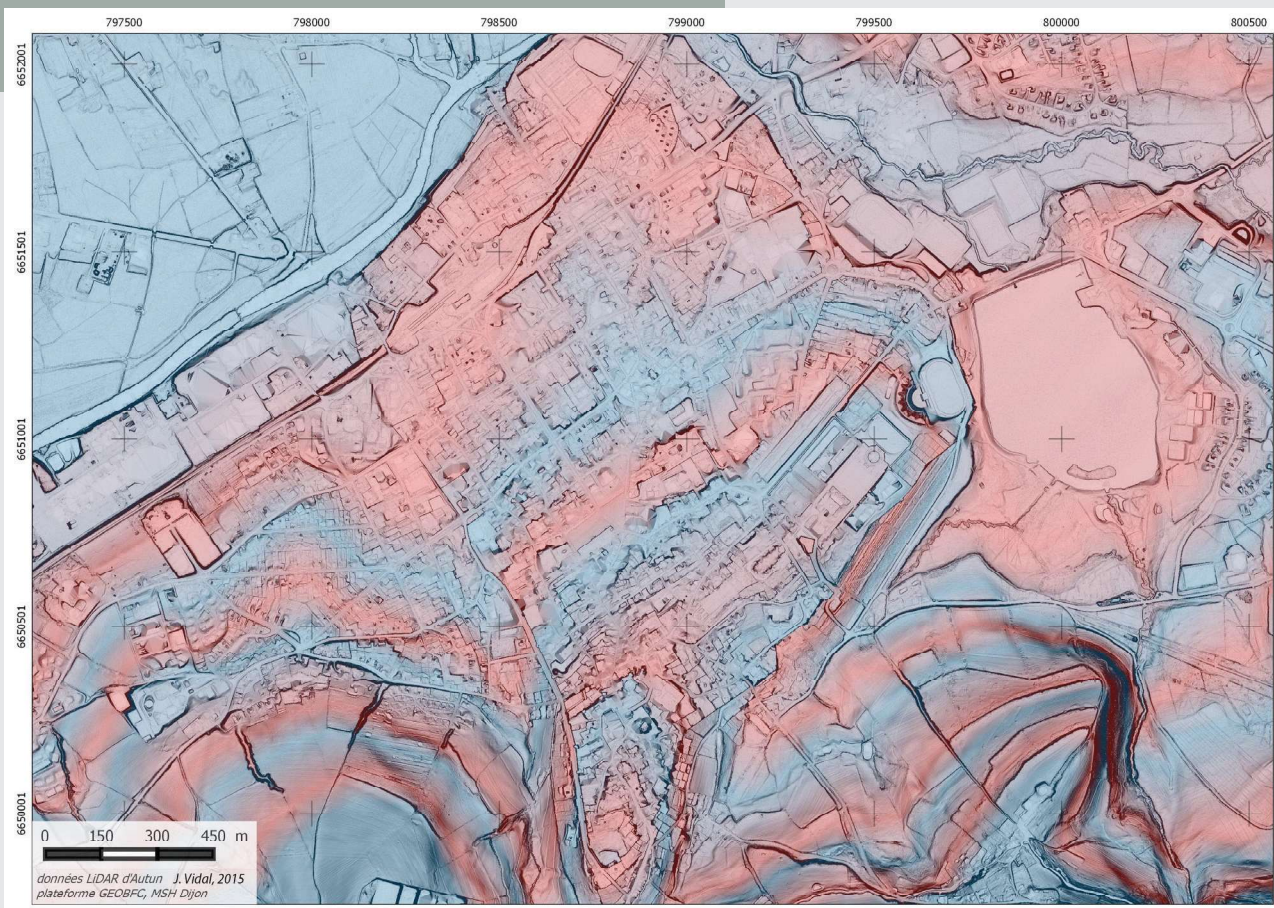 797500 798000 798500 799000 799500 800000 800500
6652001
6651501
6651001
6650501
6650001
0 150 300 450 m
données LiDAR d'Autun J. Vidal, 2015
plateforme GEOBFC, MSH Dijon